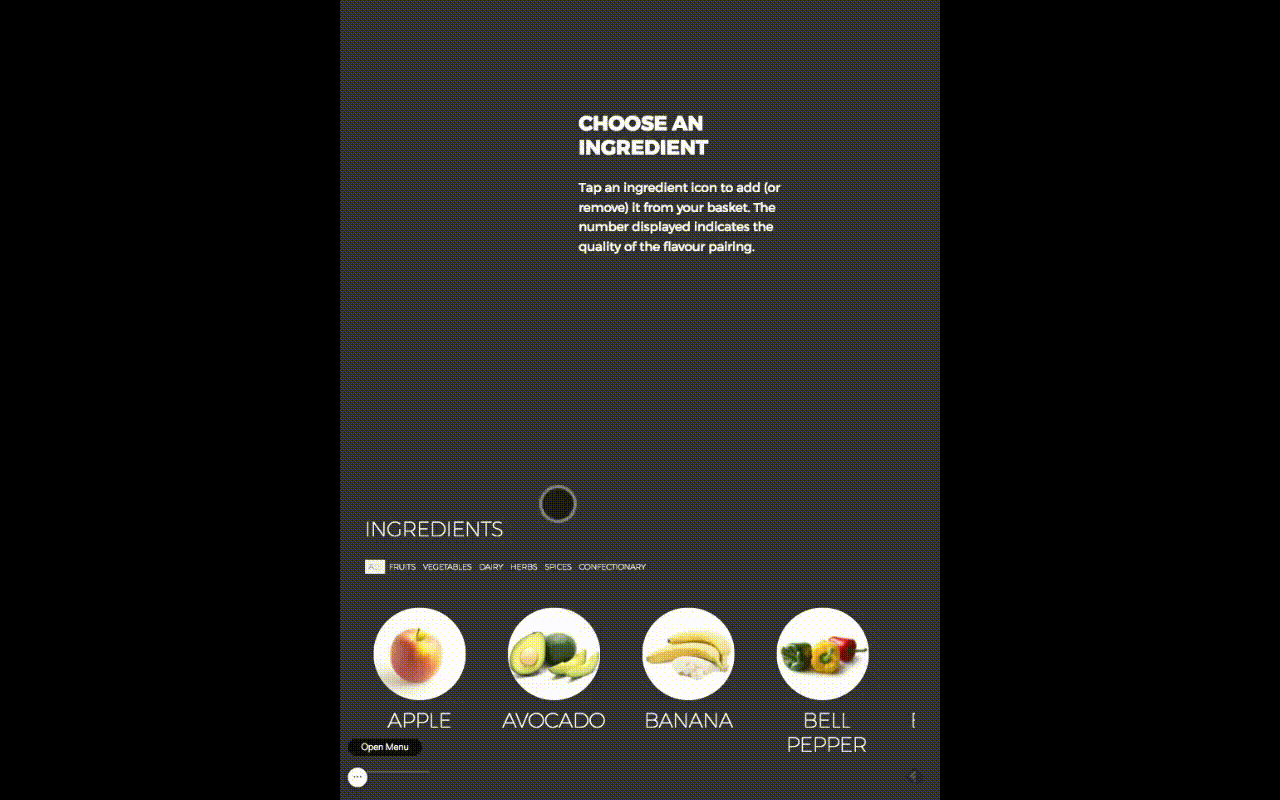 CHOOSE AN
INGREDIENT
Tap an ingredient icon to add (or
remove) it from your basket. The
number displayed indicates the
quality of the flavour pairing.
INGREDIENTS
ALL FRUITS VEGETABLES DAIRY HERBS SPICES CONFECTIONARY
APPLE AVOCADO BANANA BELL
PEPPER
Open Menu